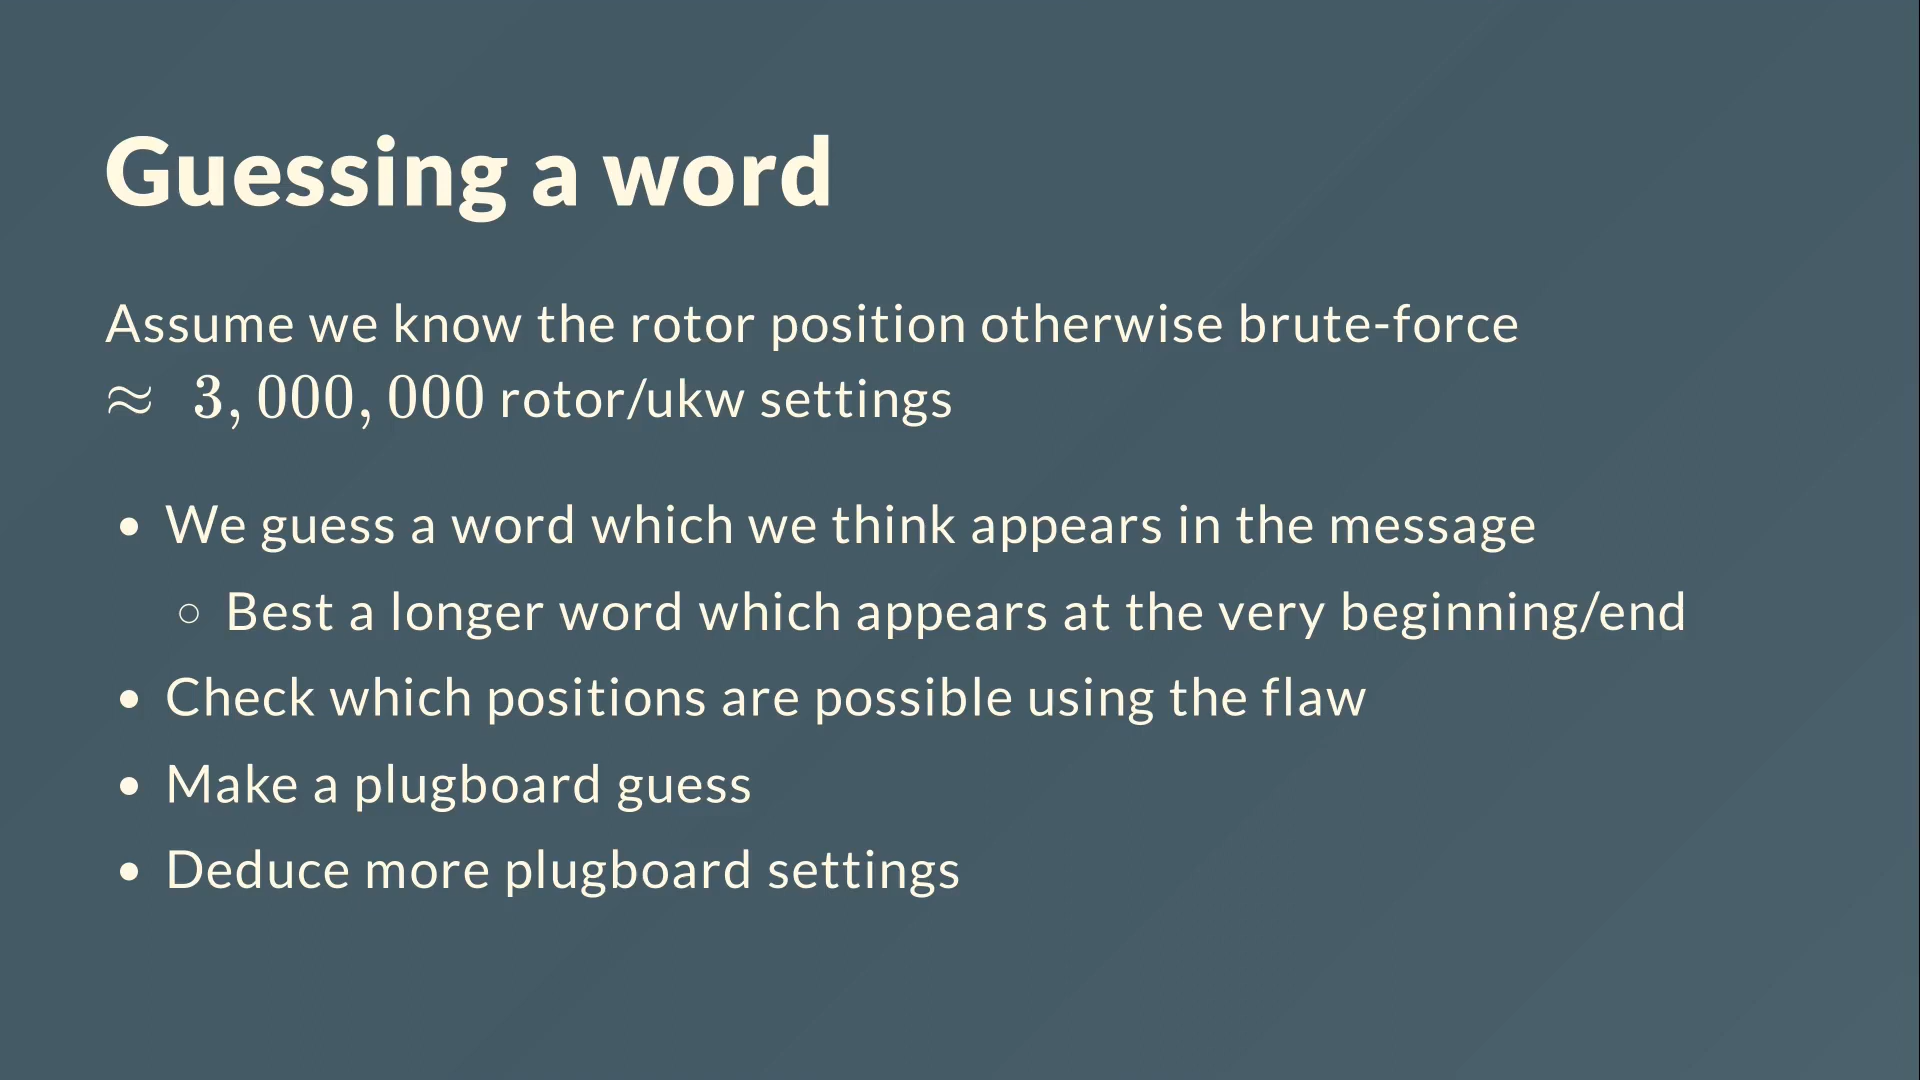 Guessing a word
Assume we know the rotor position otherwise brute-force
≈ 3,000,000 rotor/ukw settings
• We guess a word which we think appears in the message
○ Best a longer word which appears at the very beginning/end
• Check which positions are possible using the flaw
• Make a plugboard guess
• Deduce more plugboard settings